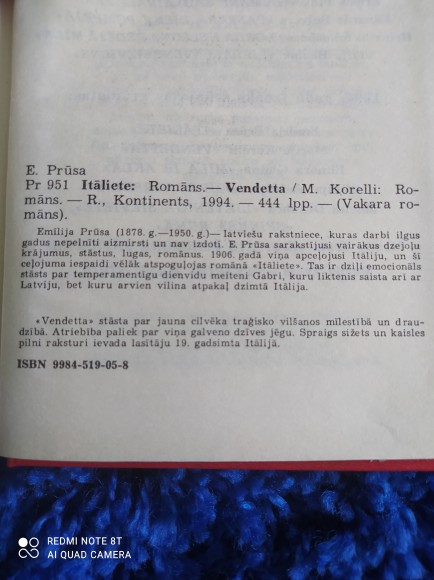 E. Prūsa
Pr 951 Itāliete: Romāns.— Vendetta / M. Korelli: Ro-
māns. — R., Kontinents, 1994. — 444 lpp. — (Vakara ro-
māns).
Emilija Prūsa (1878. g.—1950. g.)— latviešu rakstniece, kuras darbi ilgus
gadus nepelnīti aizmirsti un nav izdoti. E. Prūsa sarakstījusi vairākus dzejoļu
krājumus, stāstus, lugas, romānus. 1906. gadā viņa apceļojusi Itāliju, un šī
ceļojuma iespaidi vēlāk atspoguļojas romānā «Itāliete». Tas ir dziļi emocionāls
stāsts par temperamentīgu dienvidu meiteni Gabri, kuru liktenis saista arī ar
Latviju, bet kuru arvien vilina atpakaļ dzimtā Itālija.
«Vendetta» stāsta par jauna cilvēka traģisko vilšanos mīlestībā un drau-
dzībā. Atriebība paliek par viņa galveno dzīves jēgu. Spraigs sižets un kaisles
pilni raksturi ievada lasītāju 19. gadsimta Itālijā.
ISBN 9984-519-05-8
REDMI NOTE 8T
AI QUAD CAMERA